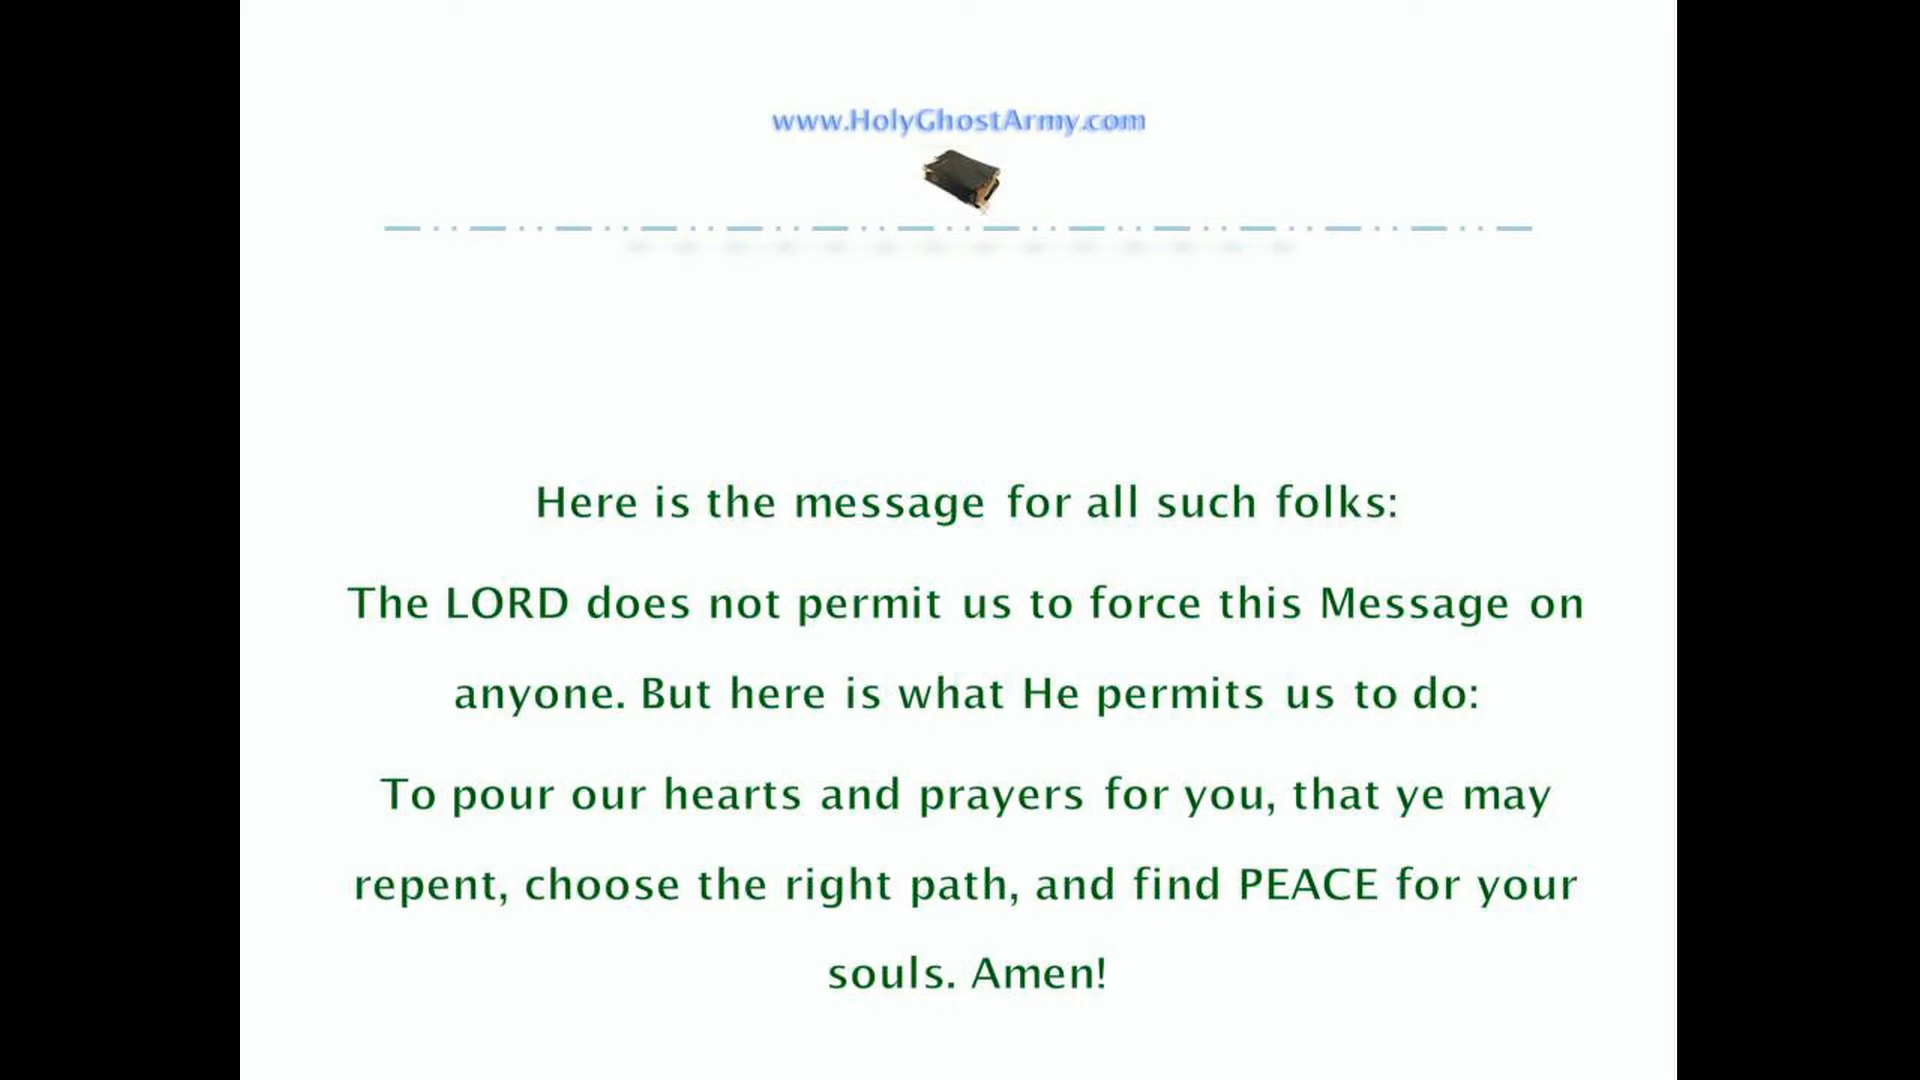 www.HolyGhostArmy.com
Here is the message for all such folks:
The LORD does not permit us to force this Message on
anyone. But here is what He permits us to do:
To pour our hearts and prayers for you, that ye may
repent, choose the right path, and find PEACE for your
souls. Amen!